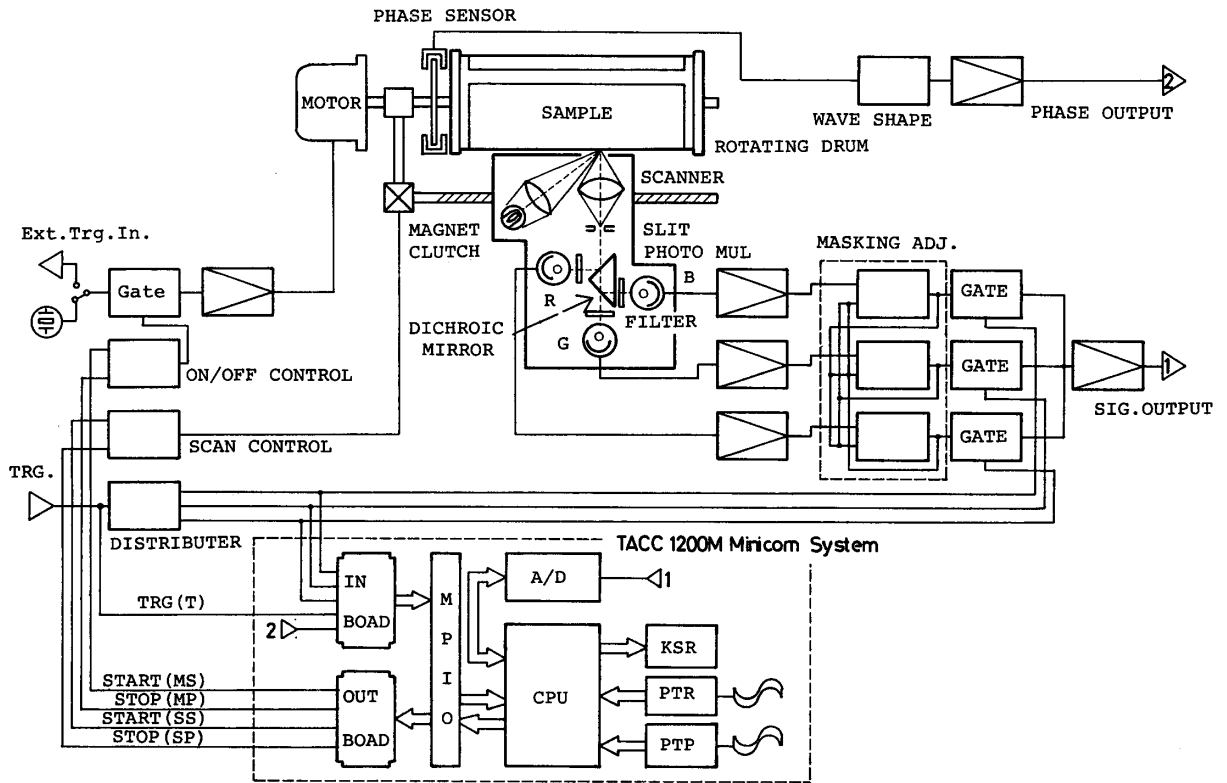 PHASE SENSOR
MOTOR
SAMPLE
WAVE SHAPE
PHASE OUTPUT
2
ROTATING DRUM
SCANNER
MAGNET
CLUTCH
SLIT
PHOTO MUL
MASKING ADJ.
Ext.Trg.In.
Gate
R
B
FILTER
DICHROIC
MIRROR
G
GATE
GATE
GATE
1
SIG.OUTPUT
ON/OFF CONTROL
SCAN CONTROL
TRG.
DISTRIBUTER
TACC 1200M Minicom System
IN
BOAD
TRG(T)
2
M
P
I
O
A/D
1
CPU
KSR
PTR
PTP
OUT
BOAD
START(MS)
STOP(MP)
START(SS)
STOP(SP)